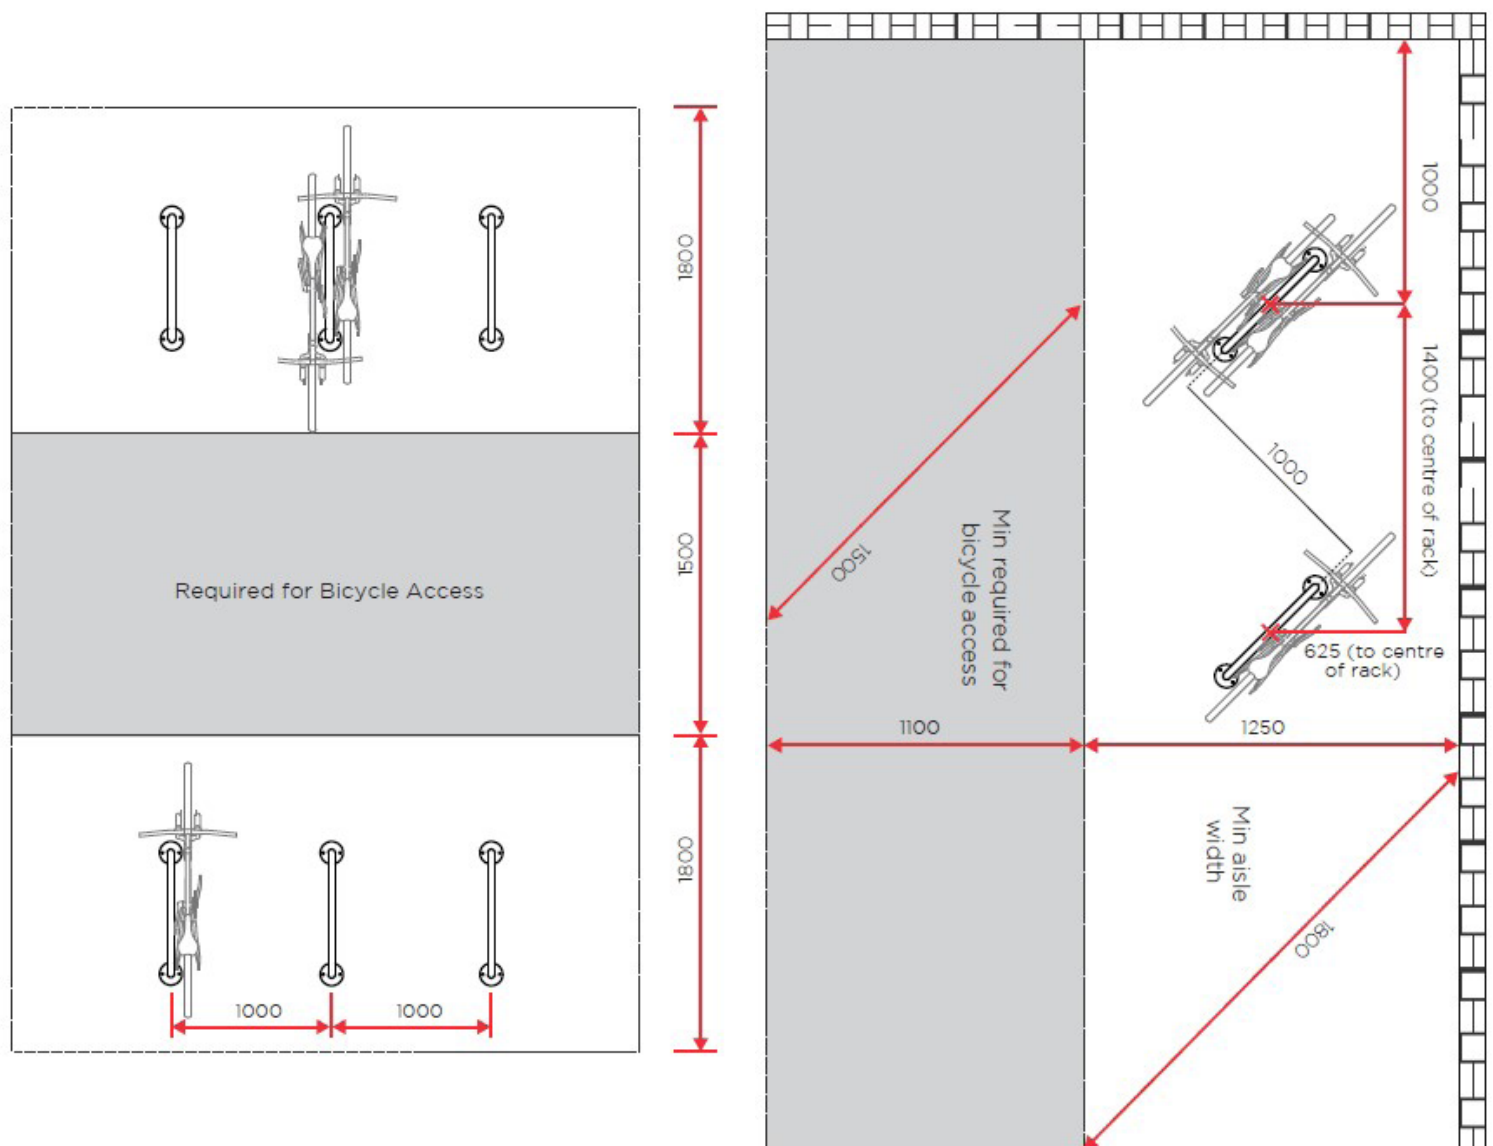 1800
Required for Bicycle Access
1500
1800
1000
1000
1000
1400 (to centre of rack)
1000
1500
Min required for
bicycle access
625 (to centre
of rack)
1100
1250
Min aisle
width
1800